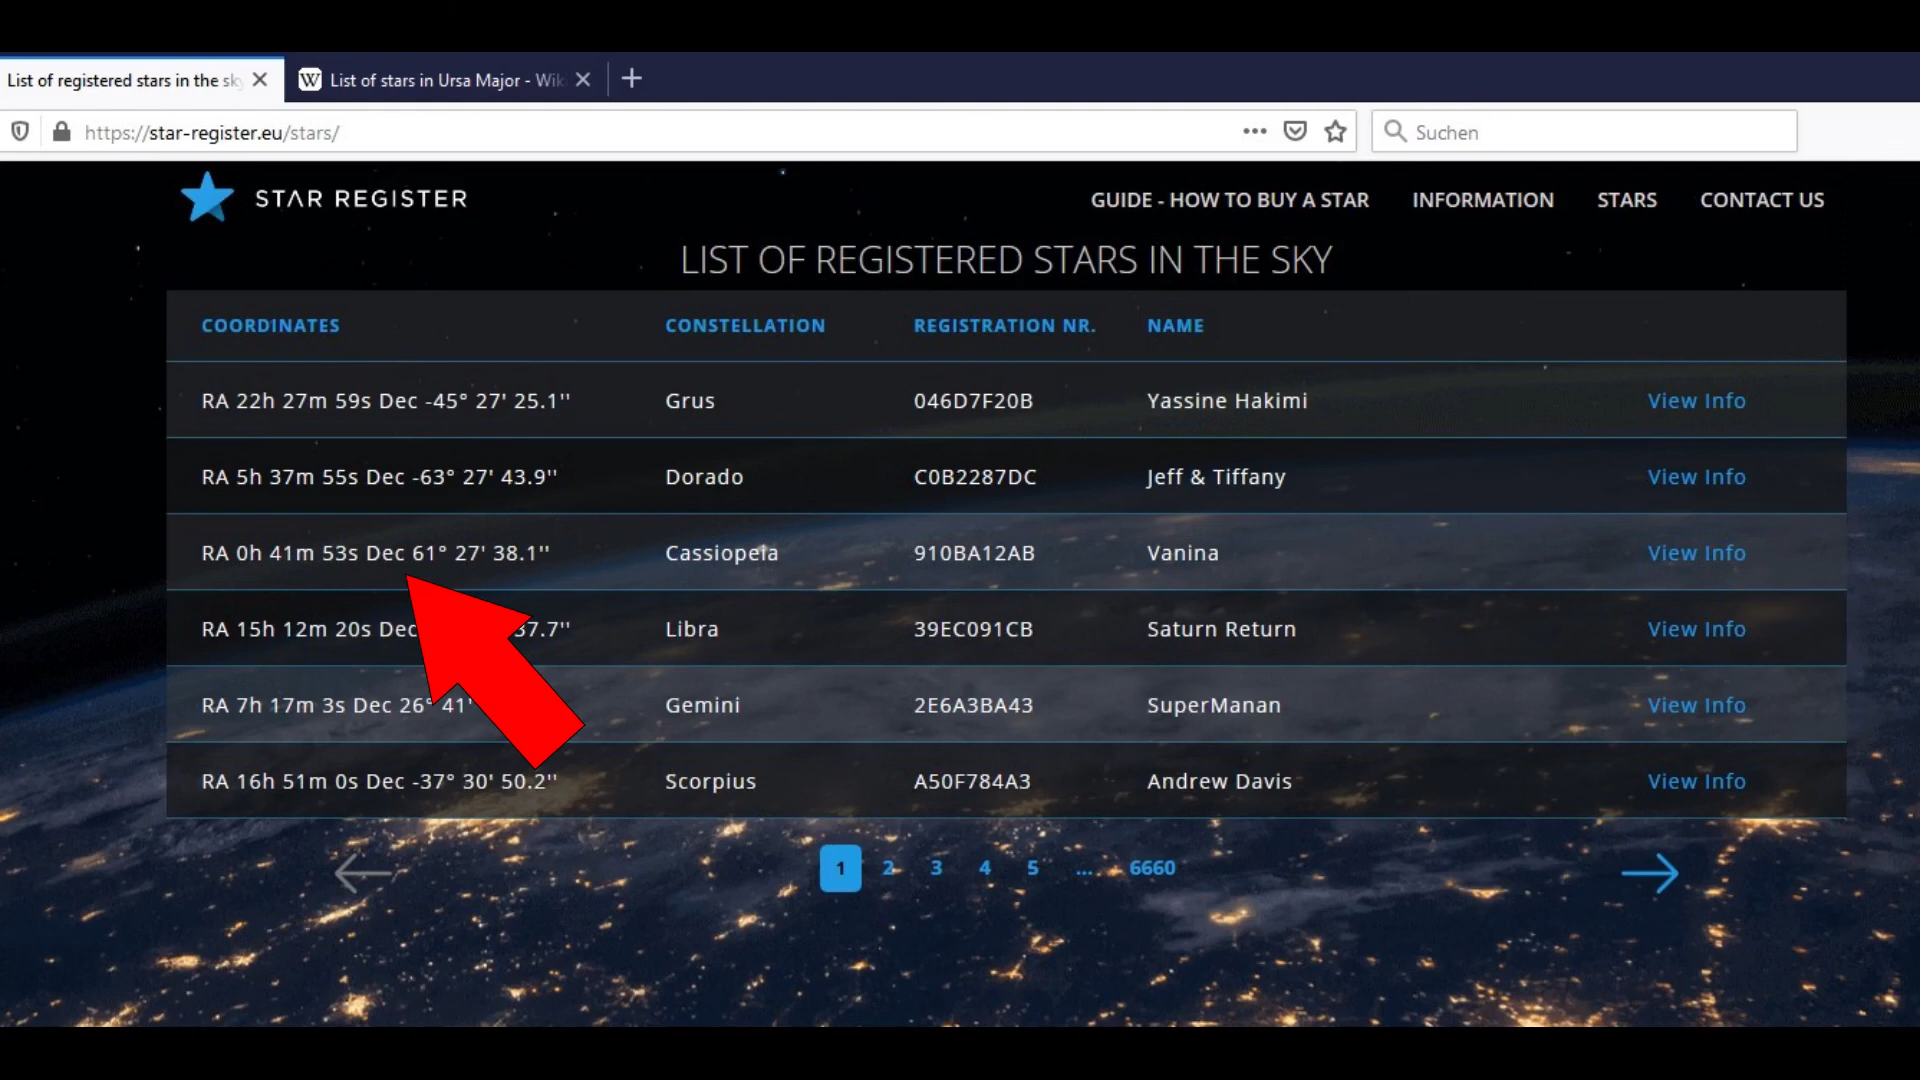 List of registered stars in the sk
List of stars in Ursa Major - Wik
https://star-register.eu/stars/
Suchen
STAR REGISTER
GUIDE - HOW TO BUY A STAR INFORMATION STARS CONTACT US
LIST OF REGISTERED STARS IN THE SKY
COORDINATES CONSTELLATION REGISTRATION NR. NAME
RA 22h 27m 59s Dec -45° 27' 25.1'' Grus 046D7F20B Yassine Hakimi View Info
RA 5h 37m 55s Dec -63° 27' 43.9'' Dorado C0B2287DC Jeff & Tiffany View Info
RA 0h 41m 53s Dec 61° 27' 38.1'' Cassiopeia 910BA12AB Vanina View Info
RA 15h 12m 20s Dec 37.7'' Libra 39EC091CB Saturn Return View Info
RA 7h 17m 3s Dec 26° 41' Gemini 2E6A3BA43 SuperManan View Info
RA 16h 51m 0s Dec -37° 30' 50.2'' Scorpius A50F784A3 Andrew Davis View Info
1 2 3 4 5 ... 6660